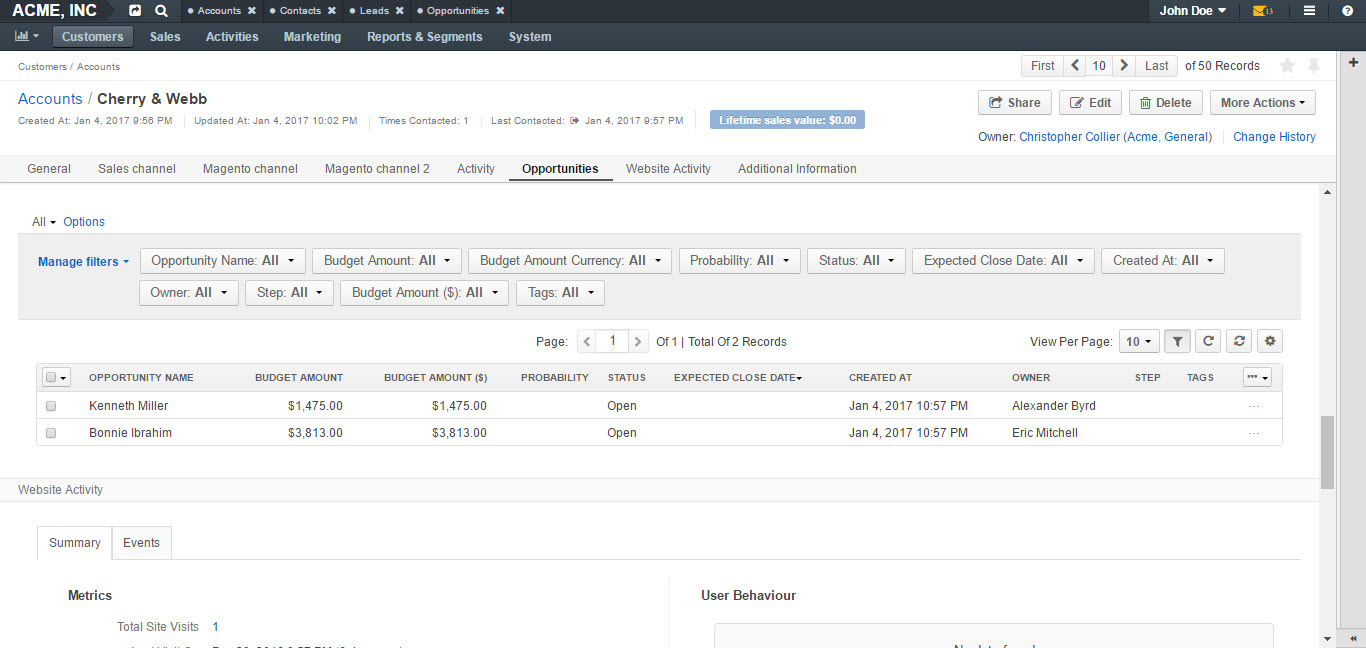 ACME, INC Accounts Contacts Leads Opportunities John Doe 13
Customers Sales Activities Marketing Reports & Segments System
Customers / Accounts First 10 Last of 50 Records
Accounts / Cherry & Webb Share Edit Delete More Actions
Created At: Jan 4, 2017 9:56 PM Updated At: Jan 4, 2017 10:02 PM Times Contacted: 1 Last Contacted: Jan 4, 2017 9:57 PM Lifetime sales value: $0.00
Owner: Christopher Collier (Acme, General) Change History
General Sales channel Magento channel Magento channel 2 Activity Opportunities Website Activity Additional Information
All Options
Manage filters Opportunity Name: All Budget Amount: All Budget Amount Currency: All Probability: All Status: All Expected Close Date: All Created At: All
Owner: All Step: All Budget Amount ($): All Tags: All
Page: 1 Of 1 | Total Of 2 Records View Per Page: 10
OPPORTUNITY NAME BUDGET AMOUNT BUDGET AMOUNT ($) PROBABILITY STATUS EXPECTED CLOSE DATE CREATED AT OWNER STEP TAGS
Kenneth Miller $1,475.00 $1,475.00 Open Jan 4, 2017 10:57 PM Alexander Byrd
Bonnie Ibrahim $3,813.00 $3,813.00 Open Jan 4, 2017 10:57 PM Eric Mitchell
Website Activity
Summary Events
Metrics User Behaviour
Total Site Visits 1